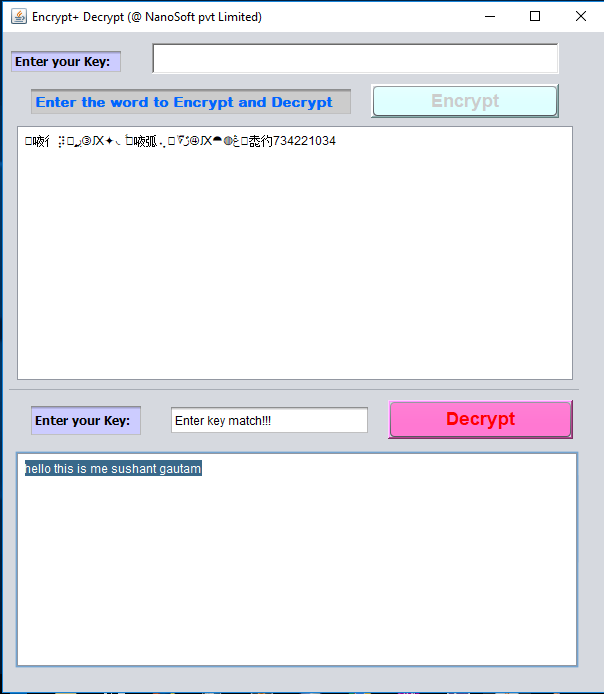 Encrypt+ Decrypt (@ NanoSoft pvt Limited)
Enter your Key:
Enter the word to Encrypt and Decrypt
Encrypt
734221034
Enter your Key:
Enter key match!!!
Decrypt
hello this is me sushant gautam